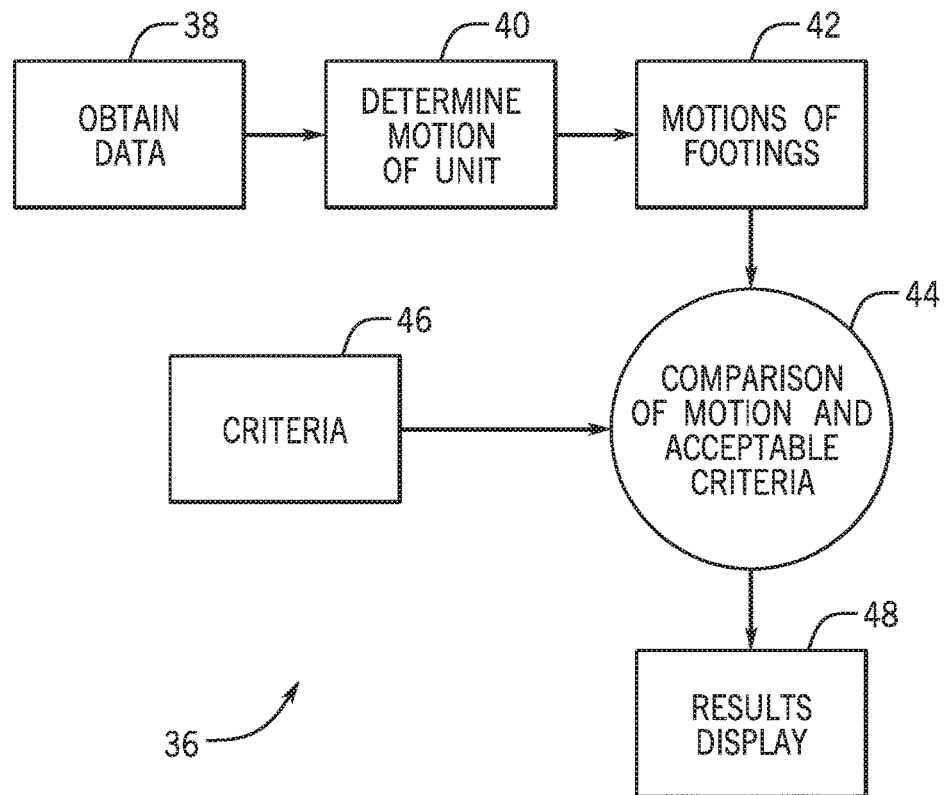 38
OBTAIN
DATA
40
DETERMINE
MOTION
OF UNIT
42
MOTIONS OF
FOOTINGS
44
COMPARISON
OF MOTION AND
ACCEPTABLE
CRITERIA
46
CRITERIA
48
RESULTS
DISPLAY
36